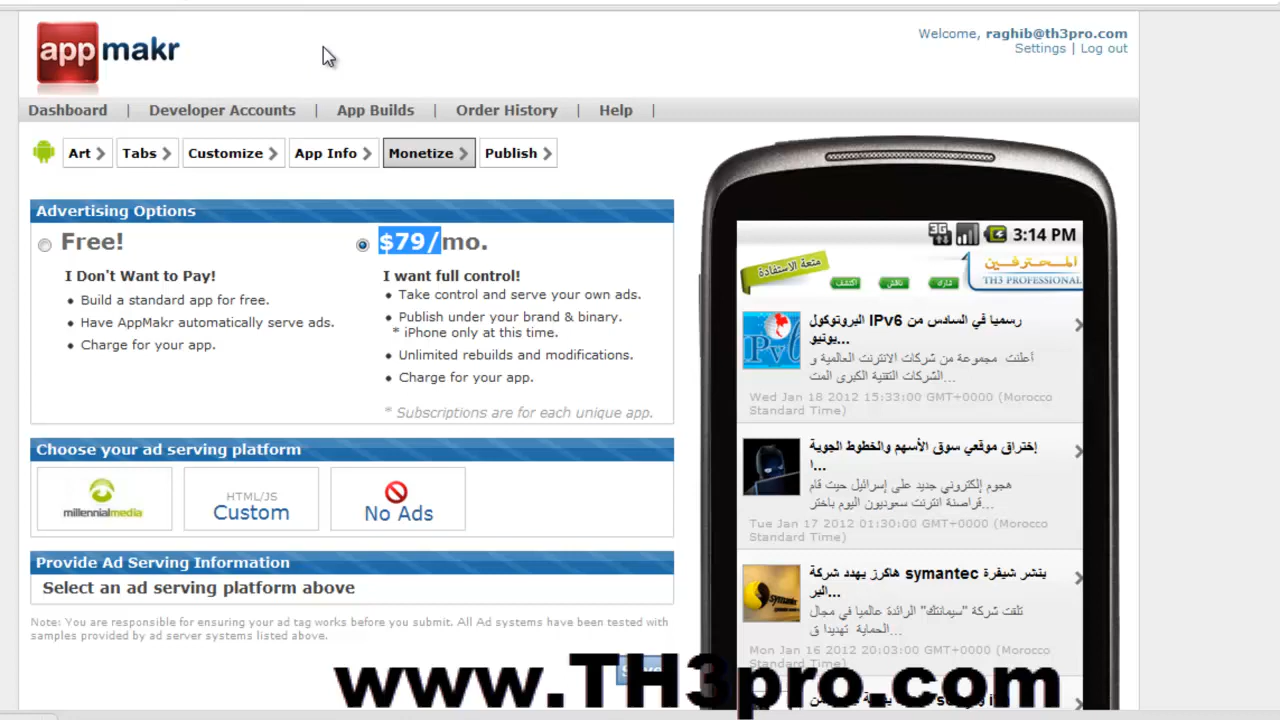 app makr
Welcome, raghib@th3pro.com
Settings | Log out
Dashboard | Developer Accounts | App Builds | Order History | Help |
Art Tabs Customize App Info Monetize Publish
Advertising Options
Free!
I Don't Want to Pay!
Build a standard app for free.
Have AppMakr automatically serve ads.
Charge for your app.
$79/mo.
I want full control!
Take control and serve your own ads.
Publish under your brand & binary.
* iPhone only at this time.
Unlimited rebuilds and modifications.
Charge for your app.
* Subscriptions are for each unique app.
Choose your ad serving platform
millennialmedia
HTML/JS
Custom
No Ads
Provide Ad Serving Information
Select an ad serving platform above
Note: You are responsible for ensuring your ad tag works before you submit. All Ad systems have been tested with
samples provided by ad server systems listed above.
3G 3:14 PM
متعة الاستفادة
اكتشف ناقش شارك
المحترفين
TH3 PROFESSIONAL
رسميا في السادس من IPv6 البروتوكول
يونيو...
أعلنت مجموعة من شركات الانترنت العالمية و
الشركات التقنية الكبرى المت...
Wed Jan 18 2012 15:33:00 GMT+0000 (Morocco
Standard Time)
إختراق موقعي سوق الأسهم والخطوط الجوية
ا...
هجوم إلكتروني جديد على إسرائيل حيث قام
قراصنة انترنت سعوديون اليوم باختر...
Tue Jan 17 2012 01:30:00 GMT+0000 (Morocco
Standard Time)
ينشر شيفرة symantec هاكرز يهدد شركة
البر...
تلقت شركة "سيمانتك" الرائدة عالميا في مجال
الحماية تهديدا ق...
Mon Jan 16 2012 20:03:00 GMT+0000 (Morocco
Standard Time)
www.TH3pro.com